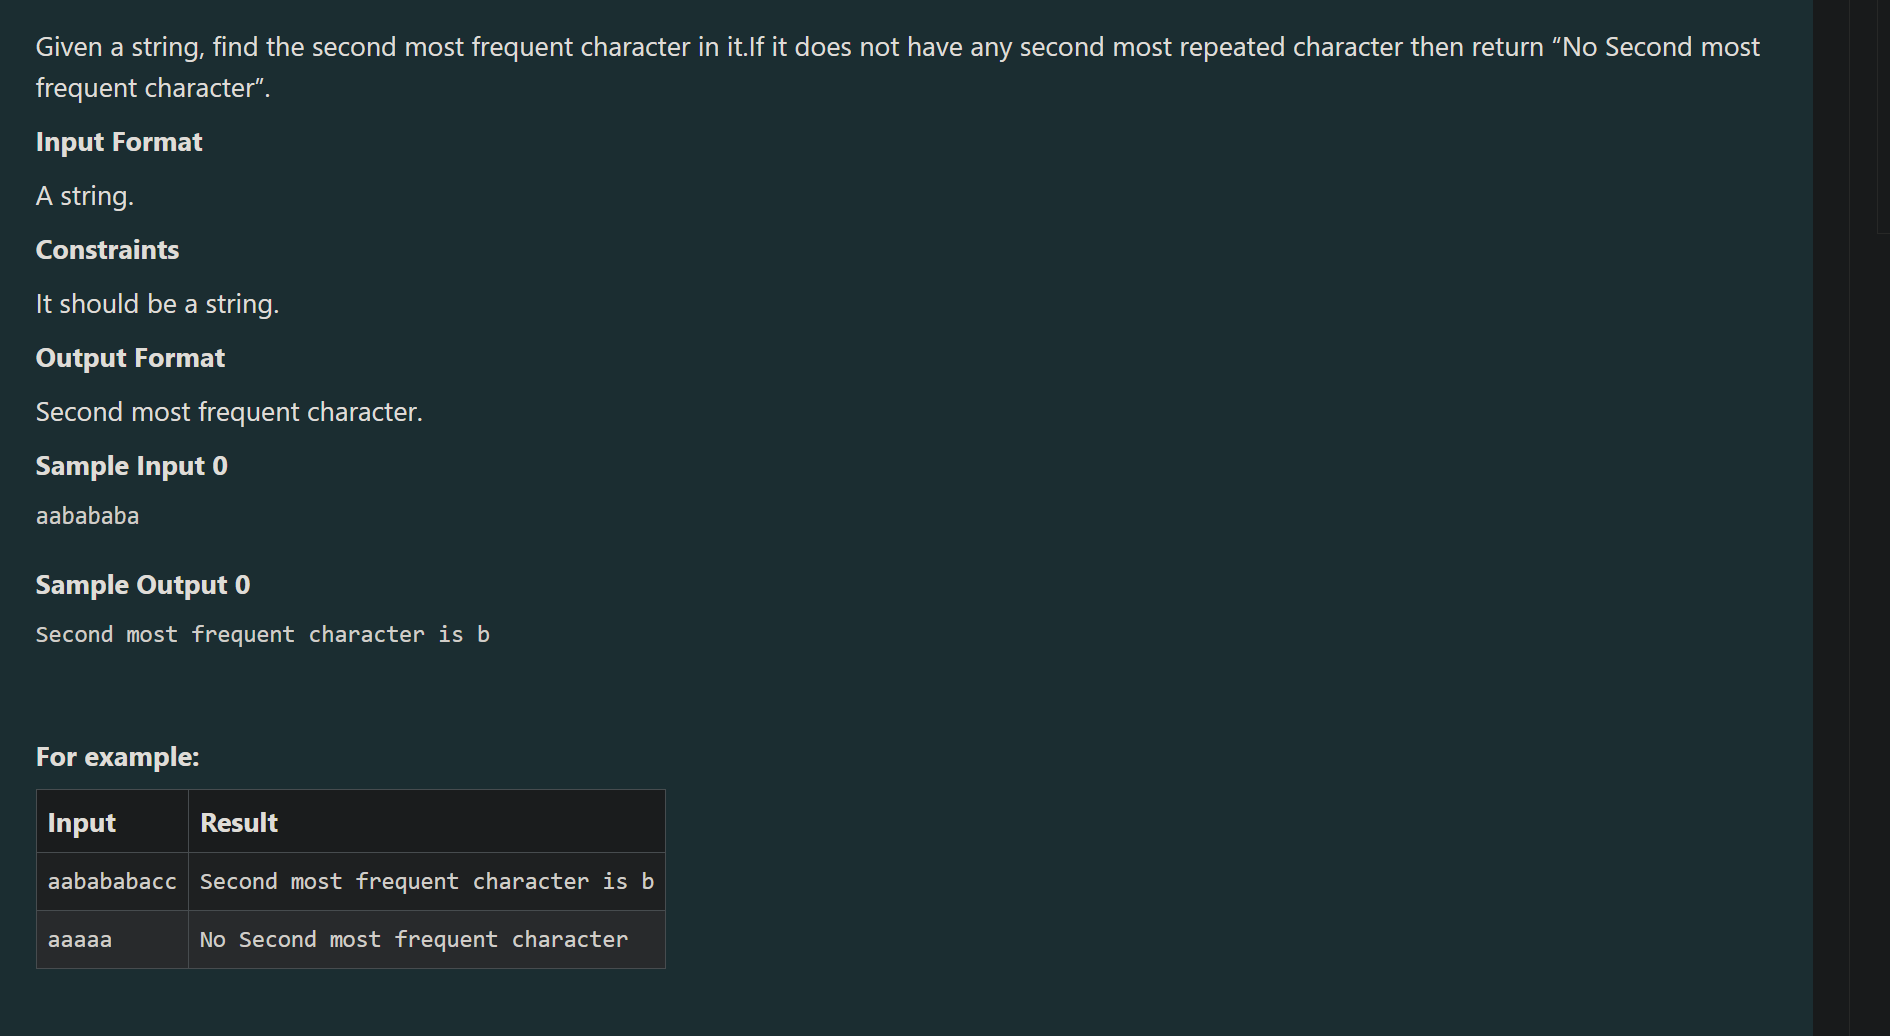 Given a string, find the second most frequent character in it.If it does not have any second most repeated character then return “No Second most
frequent character”.
Input Format
A string.
Constraints
It should be a string.
Output Format
Second most frequent character.
Sample Input 0
aabababa
Sample Output 0
Second most frequent character is b
For example:
Input Result
aabababacc Second most frequent character is b
aaaaa No Second most frequent character